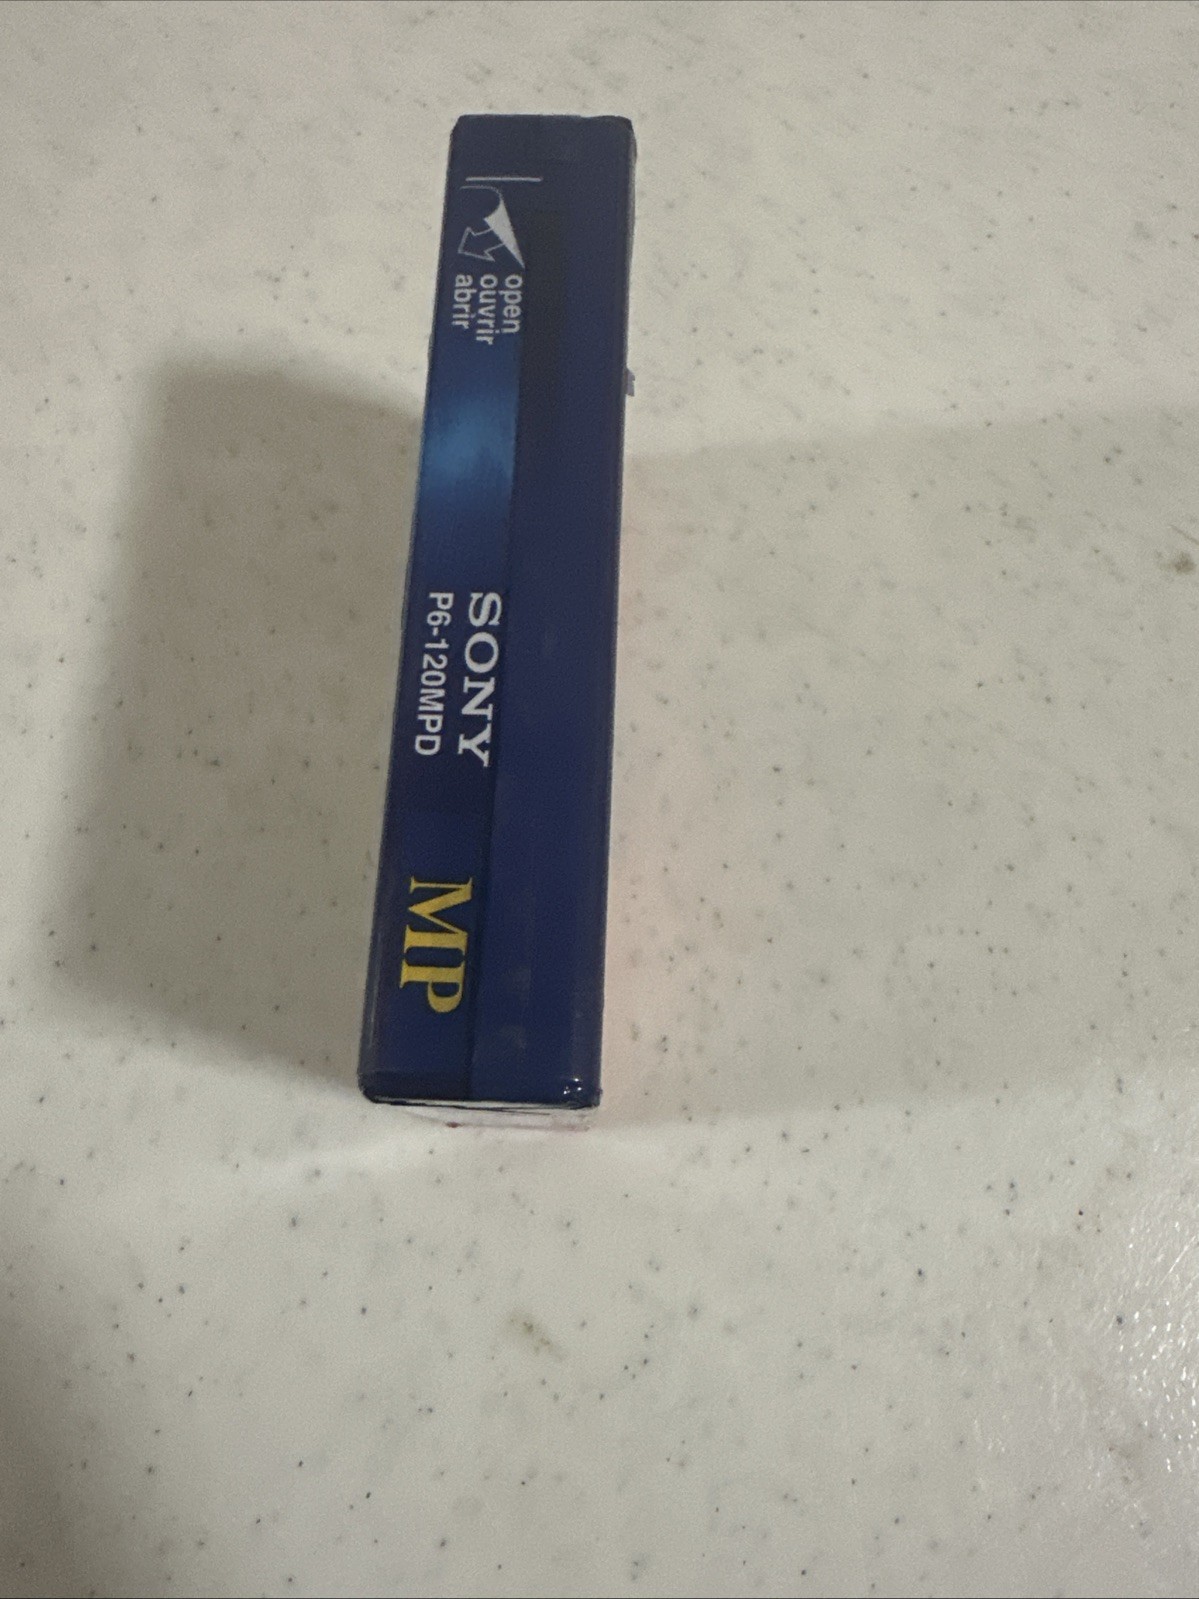 open
ouvrir
abrir
SONY
P6-120MPD
MP